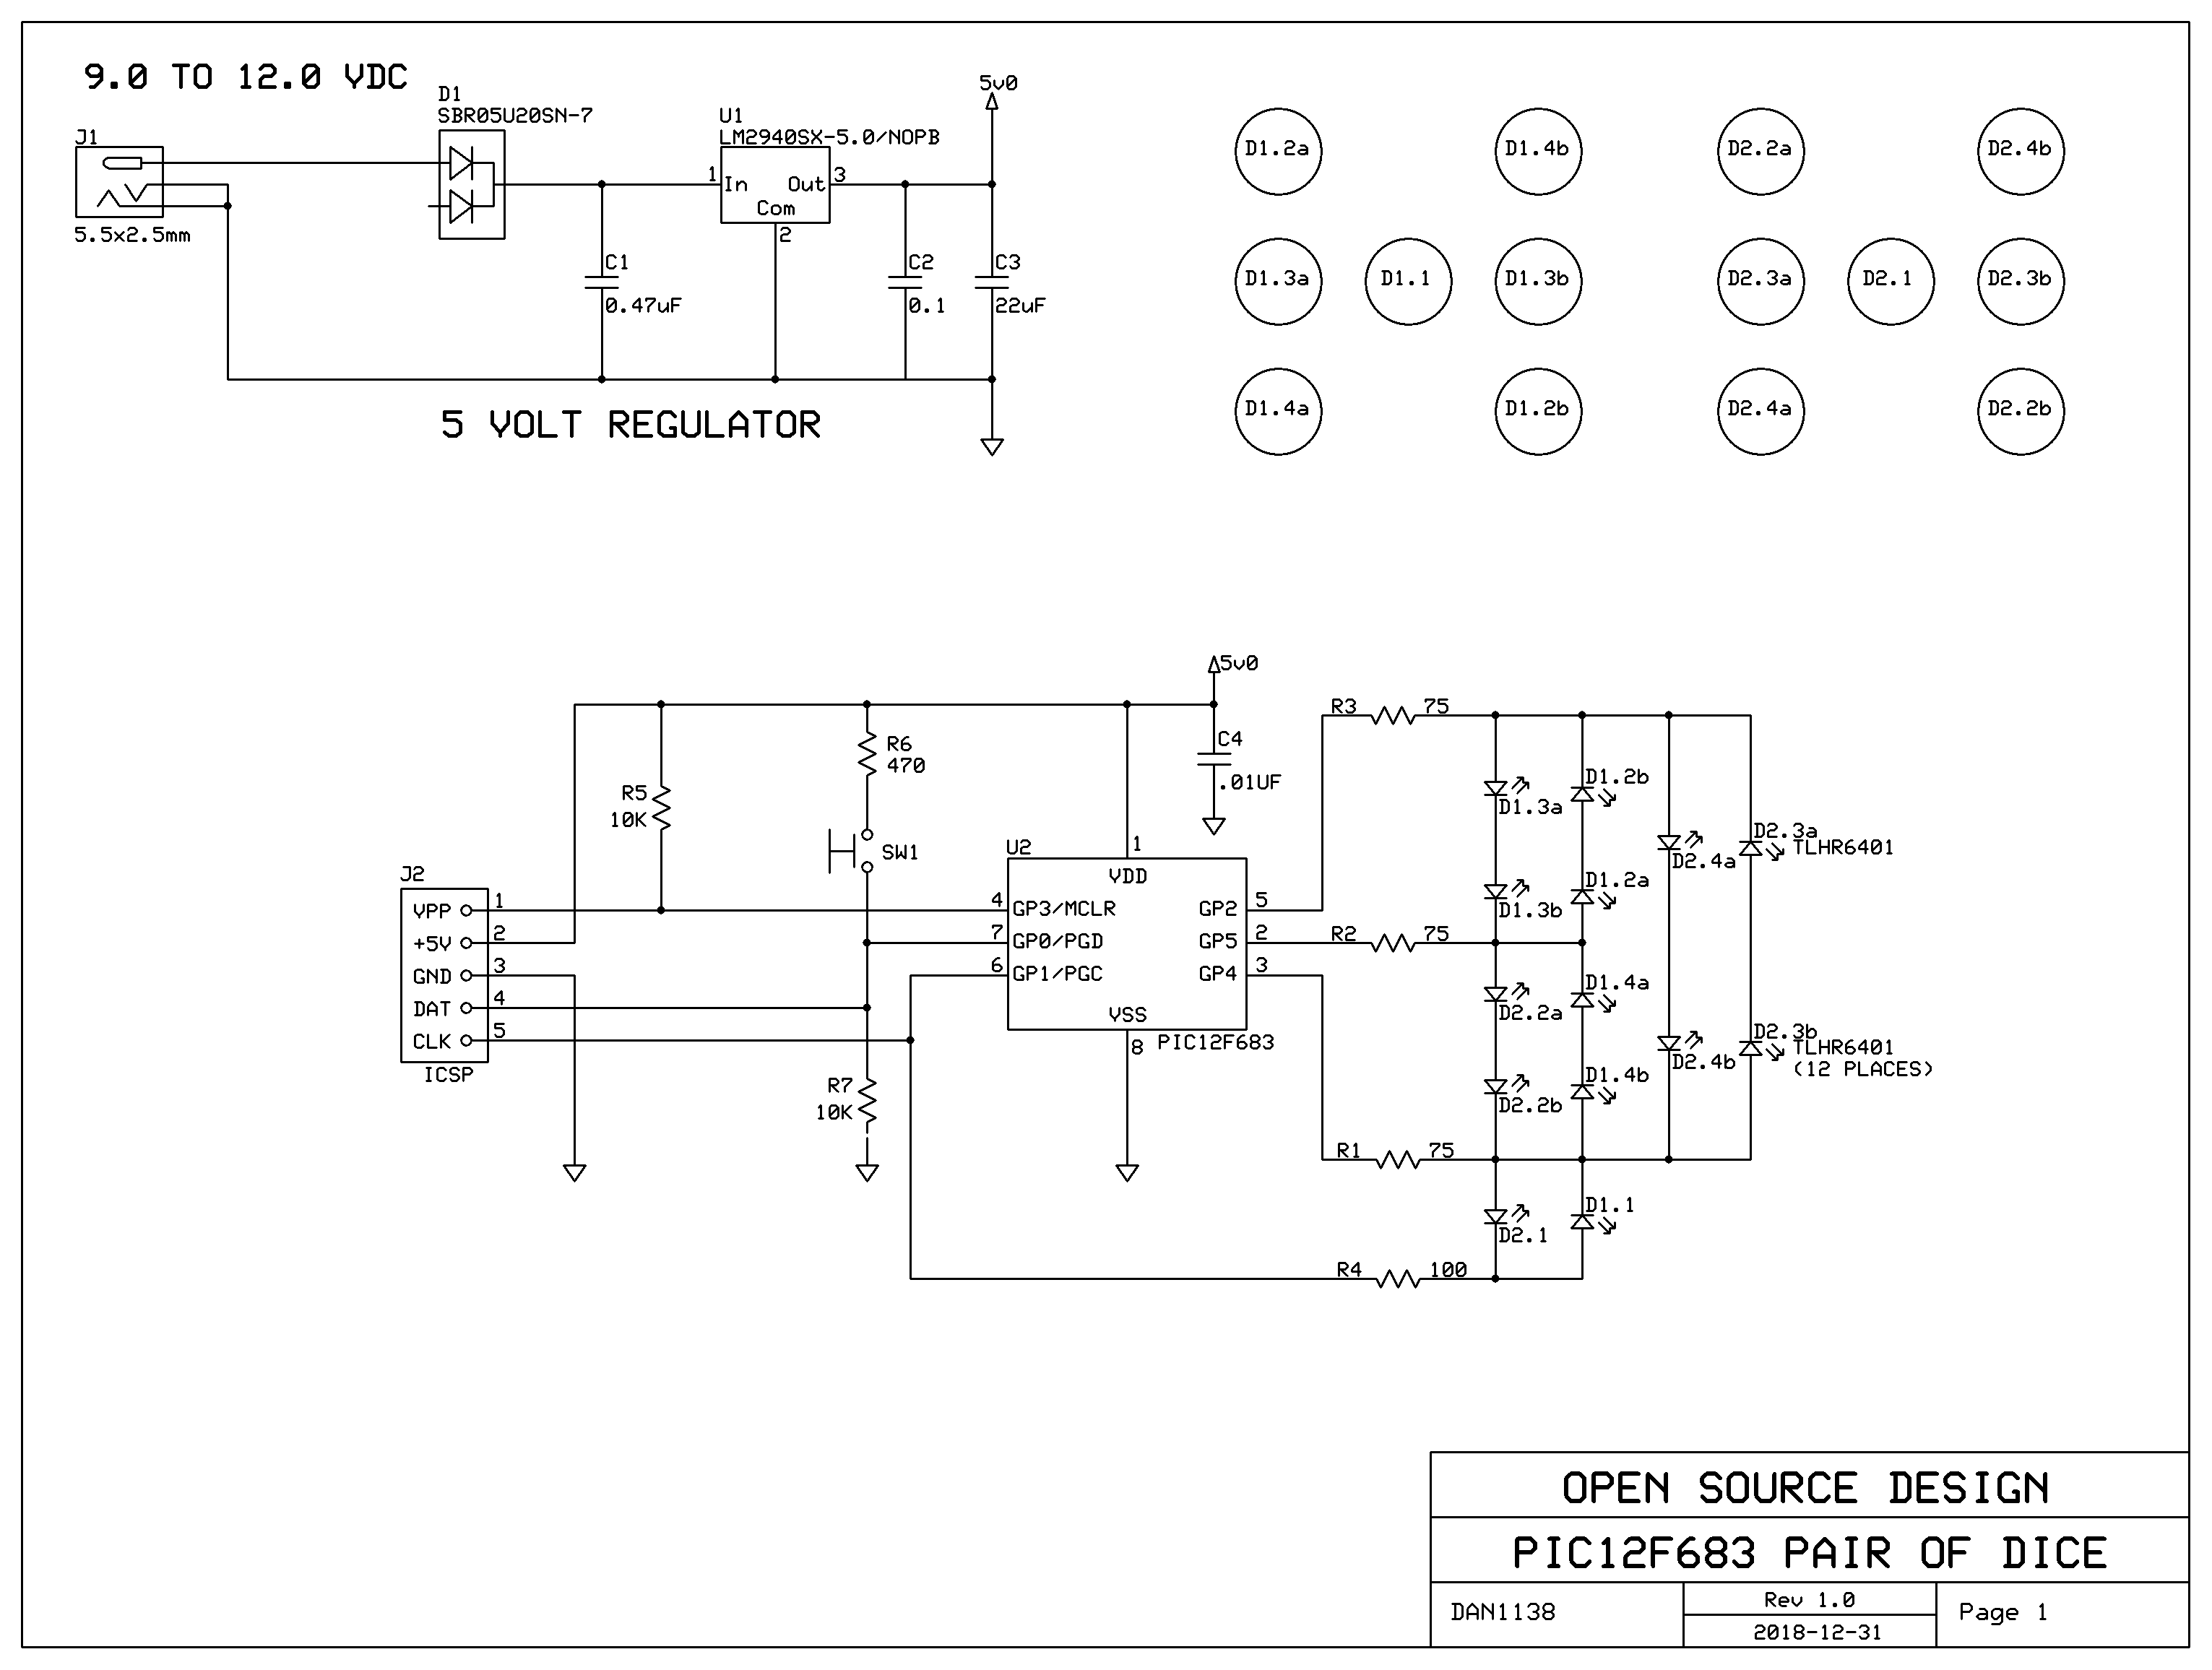 9.0 TO 12.0 VDC
J1
5.5x2.5mm
D1
SBR05U20SN-7
U1
LM2940SX-5.0/NOPB
1 In Out 3
Com
2
5v0
C1
0.47uF
C2
0.1
C3
22uF
5 VOLT REGULATOR
D1.2a D1.4b D2.2a D2.4b
D1.3a D1.1 D1.3b D2.3a D2.1 D2.3b
D1.4a D1.2b D2.4a D2.2b
5v0
C4
.01UF
R6
470
R5
10K
SW1
J2
VPP 1
+5V 2
GND 3
DAT 4
CLK 5
ICSP
R7
10K
U2
1
VDD
4 GP3/MCLR GP2 5
7 GP0/PGD GP5 2
6 GP1/PGC GP4 3
VSS
8 PIC12F683
R3 75
R2 75
R1 75
R4 100
D1.3a
D1.2b
D1.3b
D1.2a
D2.4a
D2.3a
TLHR6401
D2.2a
D1.4a
D2.2b
D1.4b
D2.4b
D2.3b
TLHR6401
(12 PLACES)
D2.1
D1.1
OPEN SOURCE DESIGN
PIC12F683 PAIR OF DICE
DAN1138
Rev 1.0
2018-12-31
Page 1